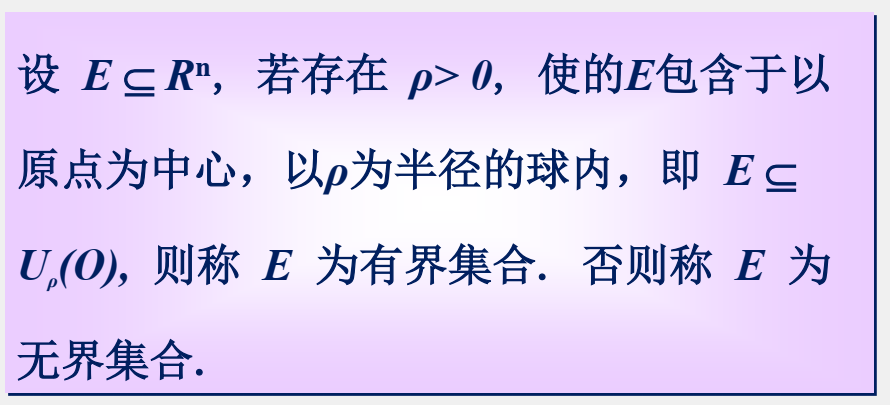 设 E ⊆ Rⁿ, 若存在 ρ> 0, 使的E包含于以
原点为中心，以ρ为半径的球内，即 E ⊆
Uᵨ(O), 则称 E 为有界集合. 否则称 E 为
无界集合.